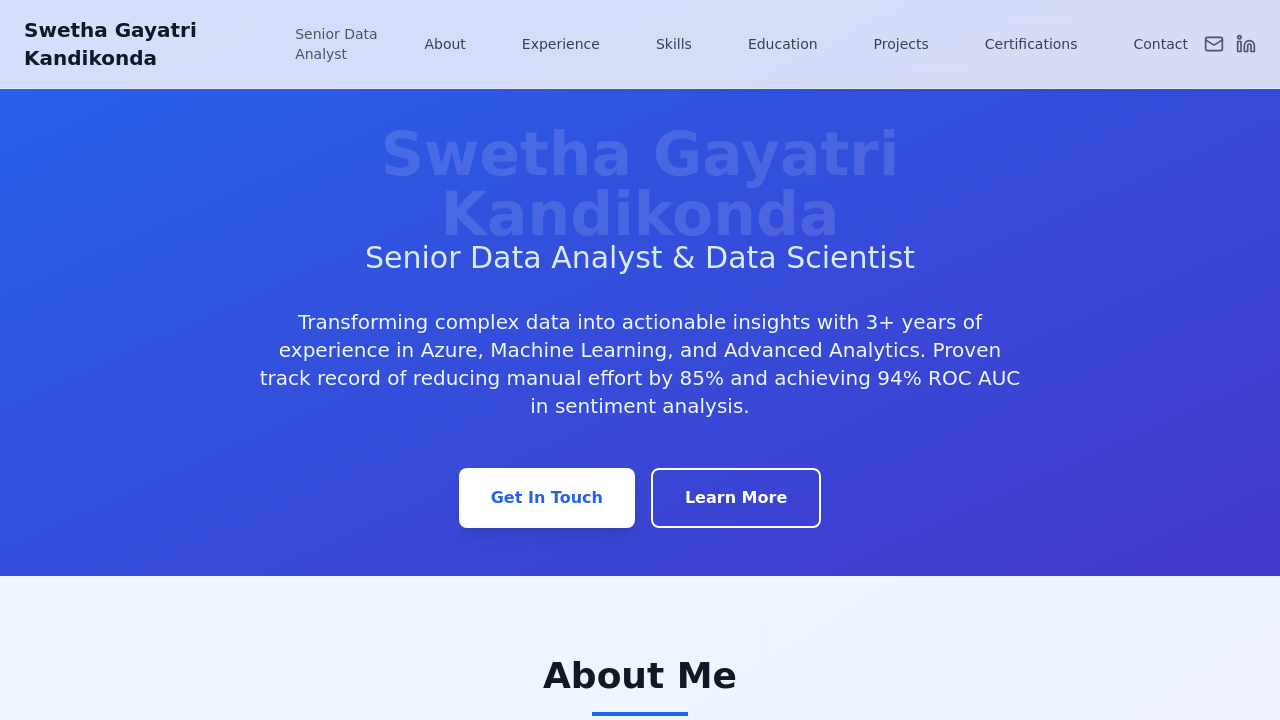 Swetha Gayatri
Kandikonda
Senior Data
Analyst
About
Experience
Skills
Education
Projects
Certifications
Contact
Swetha Gayatri
Kandikonda
Senior Data Analyst & Data Scientist
Transforming complex data into actionable insights with 3+ years of
experience in Azure, Machine Learning, and Advanced Analytics. Proven
track record of reducing manual effort by 85% and achieving 94% ROC AUC
in sentiment analysis.
Get In Touch
Learn More
About Me